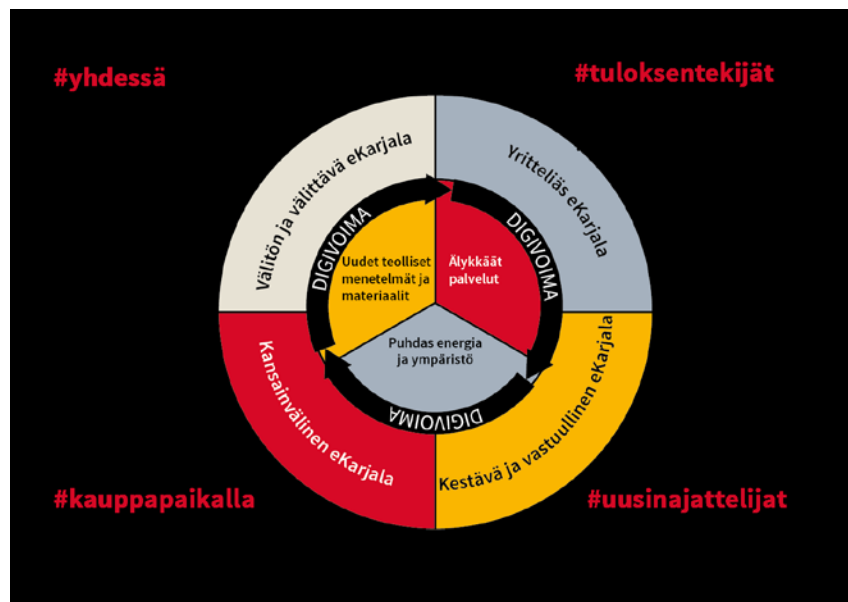 #yhdessä
#tuloksentekijät
Välitön ja välittävä eKarjala
Yritteliäs eKarjala
DIGIVOIMA
DIGIVOIMA
Uudet teolliset
menetelmät ja
materiaalit
Älykkäät
palvelut
Puhdas energia
ja ympäristö
DIGIVOIMA
Kansainvälinen eKarjala
Kestävä ja vastuullinen eKarjala
#kauppapaikalla
#uusinajattelijat